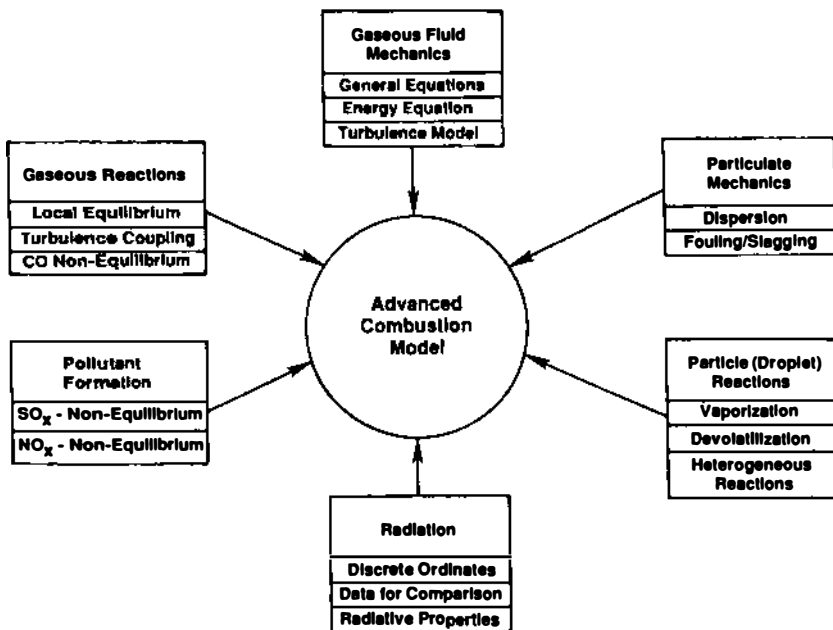 Gaseous Fluid
Mechanics
General Equations
Energy Equation
Turbulence Model
Gaseous Reactions
Local Equilibrium
Turbulence Coupling
CO Non-Equilibrium
Particulate
Mechanics
Dispersion
Fouling/Slagging
Advanced
Combustion
Model
Pollutant
Formation
SOx - Non-Equilibrium
NOx - Non-Equilibrium
Particle (Droplet)
Reactions
Vaporization
Devolatilization
Heterogeneous
Reactions
Radiation
Discrete Ordinates
Data for Comparison
Radiative Properties